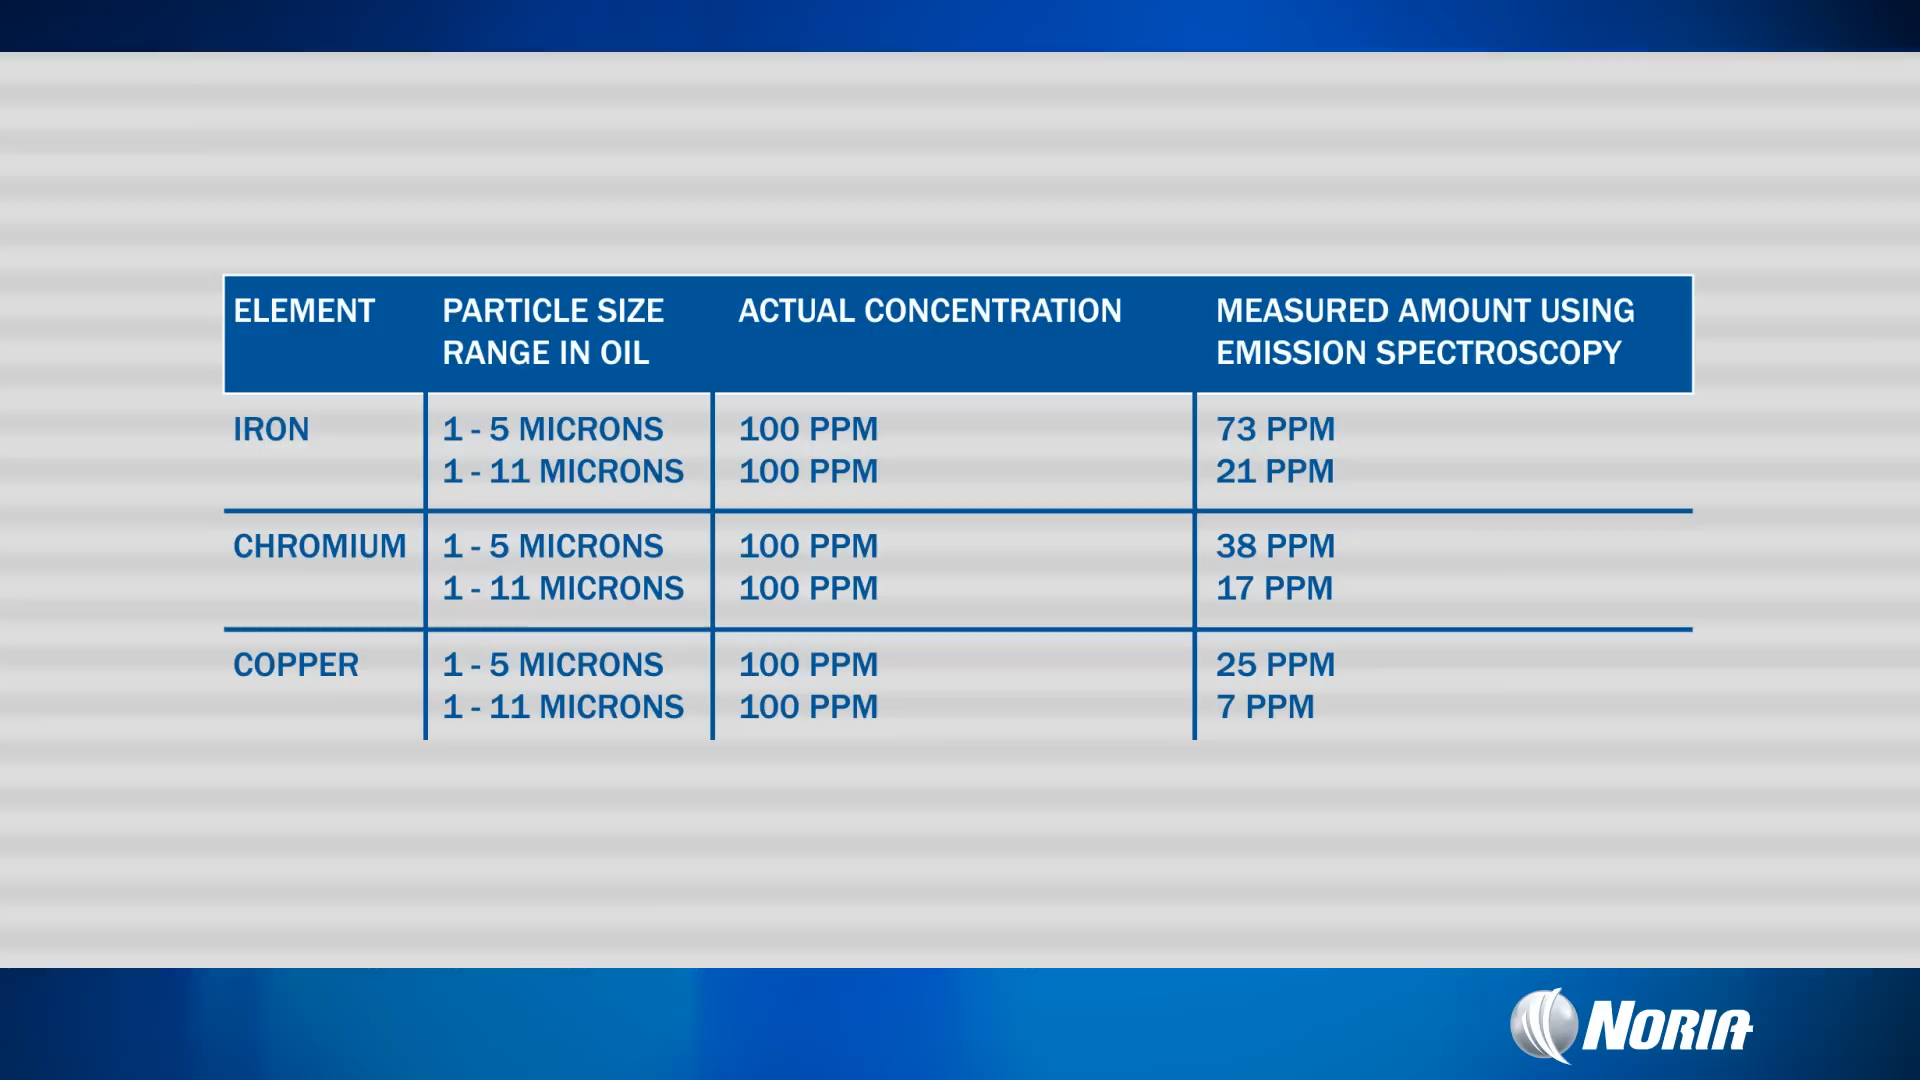 ELEMENT PARTICLE SIZE RANGE IN OIL ACTUAL CONCENTRATION MEASURED AMOUNT USING EMISSION SPECTROSCOPY
IRON 1 - 5 MICRONS 100 PPM 73 PPM
1 - 11 MICRONS 100 PPM 21 PPM
CHROMIUM 1 - 5 MICRONS 100 PPM 38 PPM
1 - 11 MICRONS 100 PPM 17 PPM
COPPER 1 - 5 MICRONS 100 PPM 25 PPM
1 - 11 MICRONS 100 PPM 7 PPM
NORIA